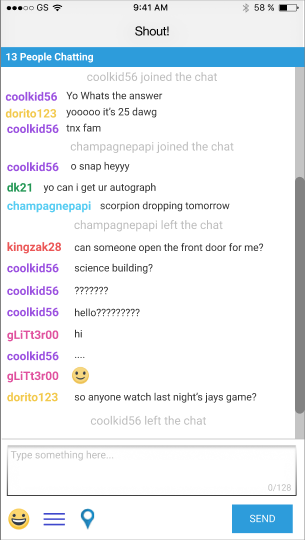 GS 9:41 AM 58 %
Shout!
13 People Chatting
coolkid56 joined the chat
coolkid56 Yo Whats the answer
dorito123 yooooo it's 25 dawg
coolkid56 tnx fam
champagnepapi joined the chat
coolkid56 o snap heyyy
dk21 yo can i get ur autograph
champagnepapi scorpion dropping tomorrow
champagnepapi left the chat
kingzak28 can someone open the front door for me?
coolkid56 science building?
coolkid56 ???????
coolkid56 hello?????????
gLiTt3r00 hi
coolkid56 ....
gLiTt3r00
dorito123 so anyone watch last night's jays game?
coolkid56 left the chat
Type something here...
0/128
SEND